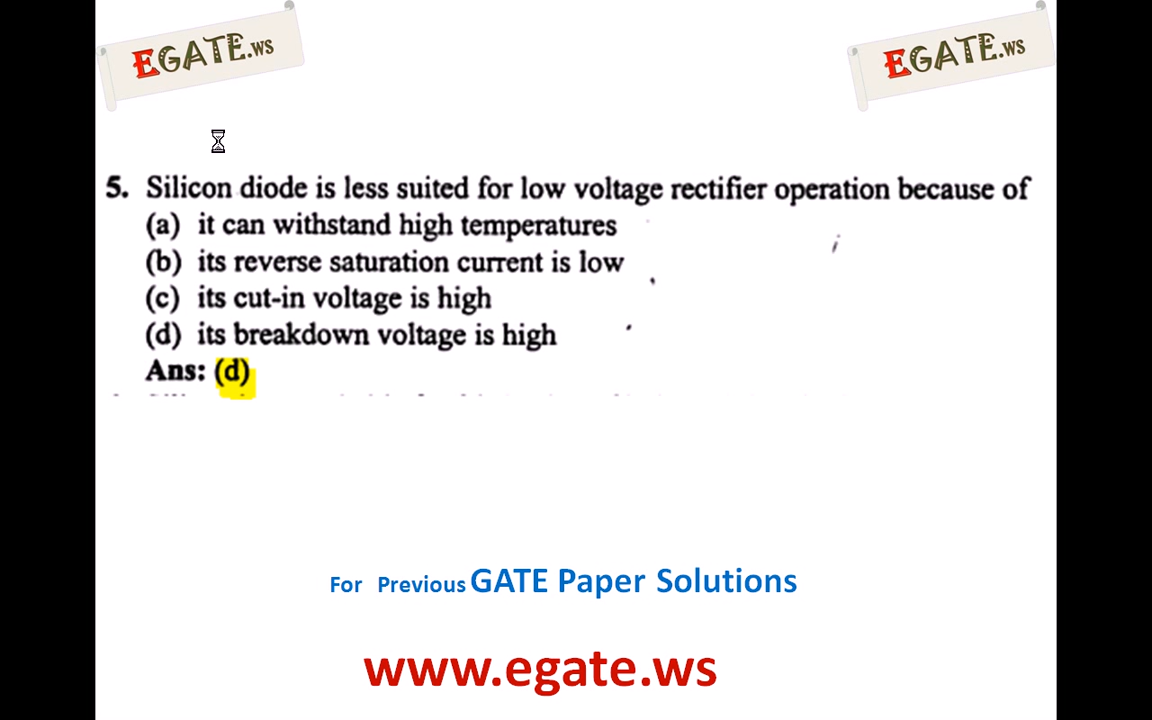 EGATE.ws
EGATE.ws
5. Silicon diode is less suited for low voltage rectifier operation because of
(a) it can withstand high temperatures
(b) its reverse saturation current is low
(c) its cut-in voltage is high
(d) its breakdown voltage is high
Ans: (d)
For Previous GATE Paper Solutions
www.egate.ws